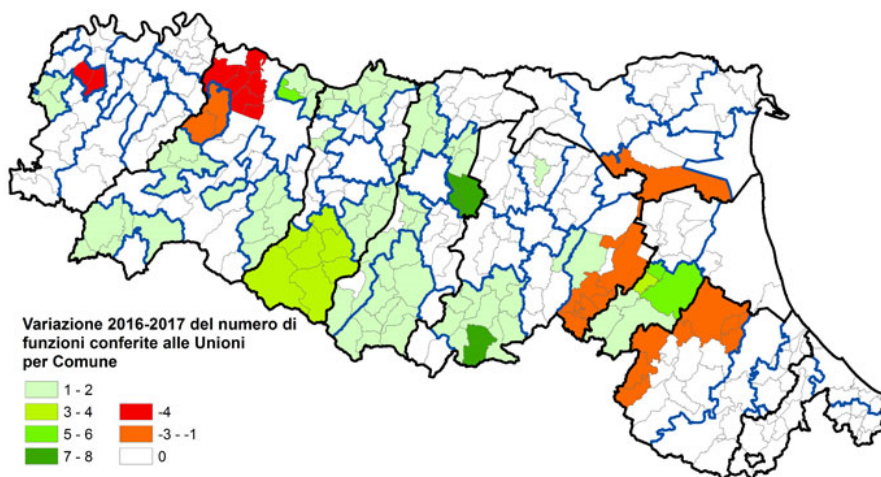 Variazione 2016-2017 del numero di
funzioni conferite alle Unioni
per Comune
1 - 2
3 - 4 -4
5 - 6 -3 - -1
7 - 8 0